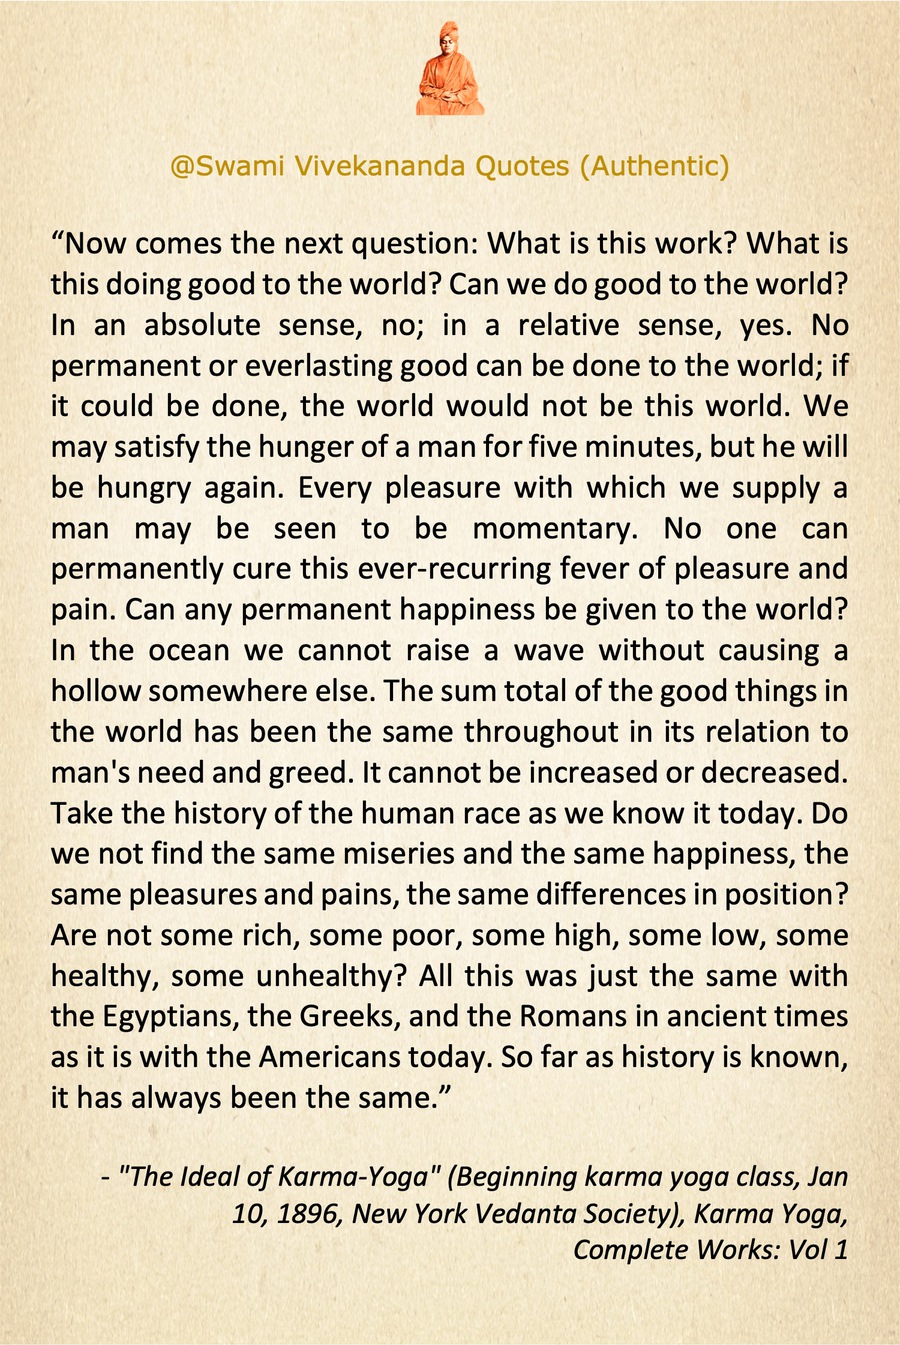 @Swami Vivekananda Quotes (Authentic)
“Now comes the next question: What is this work? What is
this doing good to the world? Can we do good to the world?
In an absolute sense, no; in a relative sense, yes. No
permanent or everlasting good can be done to the world; if
it could be done, the world would not be this world. We
may satisfy the hunger of a man for five minutes, but he will
be hungry again. Every pleasure with which we supply a
man may be seen to be momentary. No one can
permanently cure this ever-recurring fever of pleasure and
pain. Can any permanent happiness be given to the world?
In the ocean we cannot raise a wave without causing a
hollow somewhere else. The sum total of the good things in
the world has been the same throughout in its relation to
man's need and greed. It cannot be increased or decreased.
Take the history of the human race as we know it today. Do
we not find the same miseries and the same happiness, the
same pleasures and pains, the same differences in position?
Are not some rich, some poor, some high, some low, some
healthy, some unhealthy? All this was just the same with
the Egyptians, the Greeks, and the Romans in ancient times
as it is with the Americans today. So far as history is known,
it has always been the same.”
- "The Ideal of Karma-Yoga" (Beginning karma yoga class, Jan
10, 1896, New York Vedanta Society), Karma Yoga,
Complete Works: Vol 1